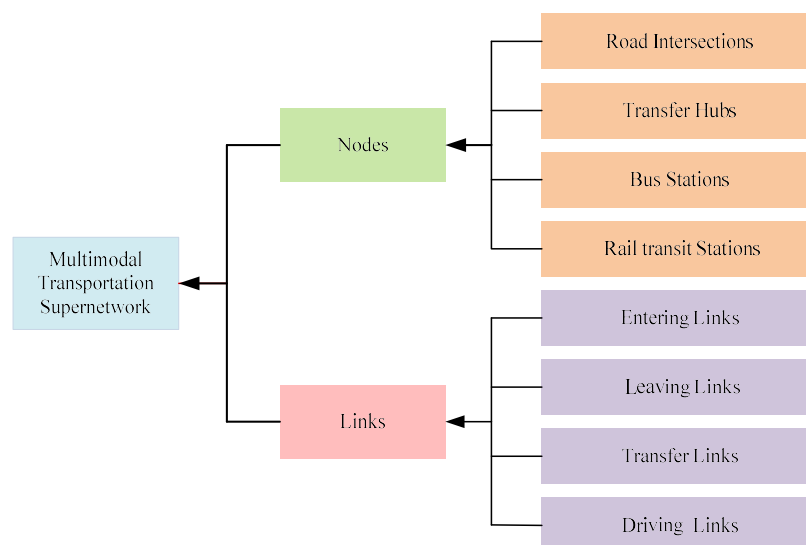 Road Intersections
Transfer Hubs
Nodes
Bus Stations
Rail transit Stations
Multimodal
Transportation
Supernetwork
Entering Links
Leaving Links
Links
Transfer Links
Driving Links